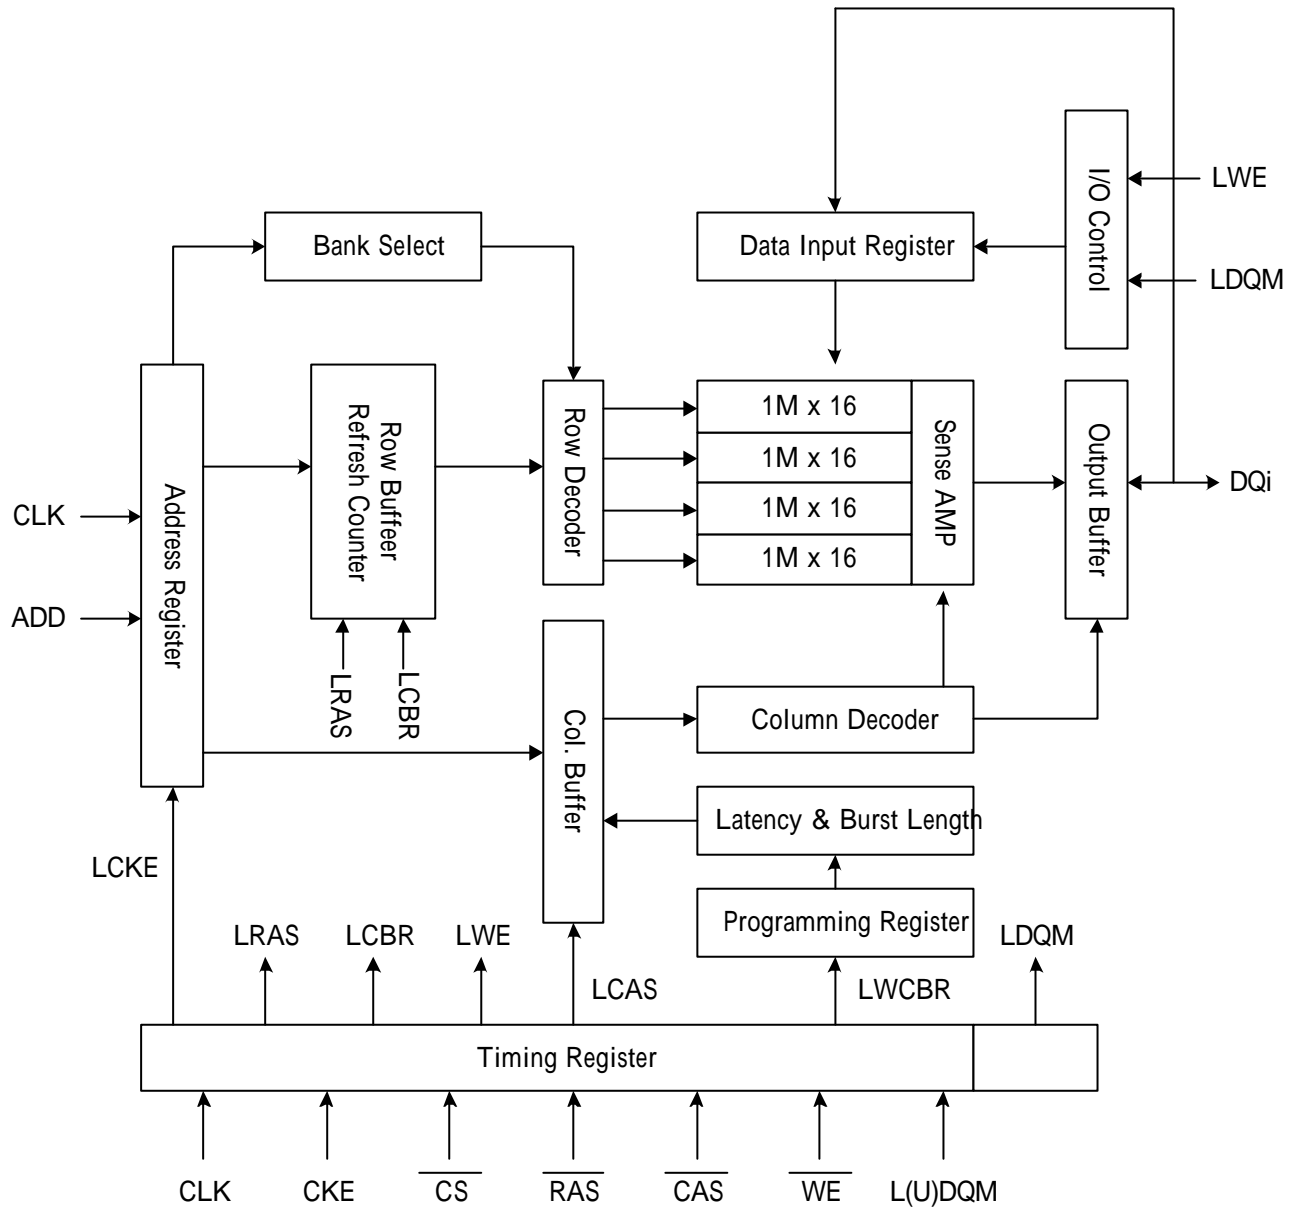 I/O Control
LWE
LDQM
Bank Select
Data Input Register
Address Register
Row Buffeer
Refresh Counter
Row Decoder
1M x 16
1M x 16
1M x 16
1M x 16
Sense AMP
Output Buffer
DQi
CLK
ADD
LRAS
LCBR
Col. Buffer
Column Decoder
Latency & Burst Length
Programming Register
LCKE
LRAS
LCBR
LWE
LCAS
LWCBR
LDQM
Timing Register
CLK
CKE
CS
RAS
CAS
WE
L(U)DQM